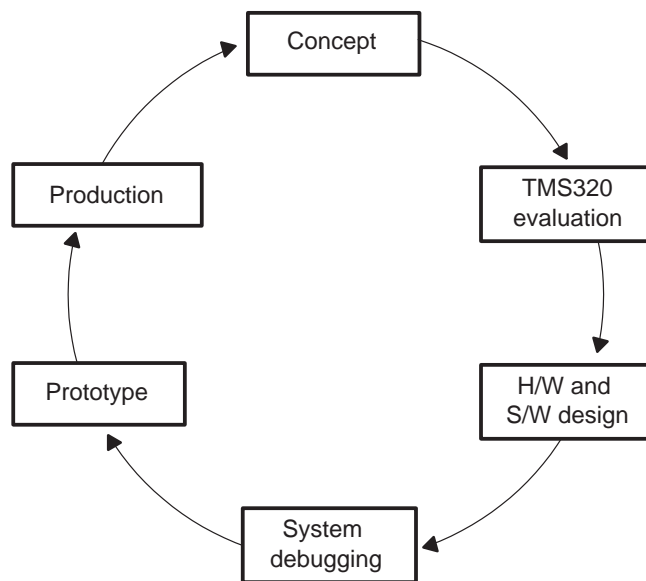 Concept
TMS320
evaluation
H/W and
S/W design
System
debugging
Prototype
Production